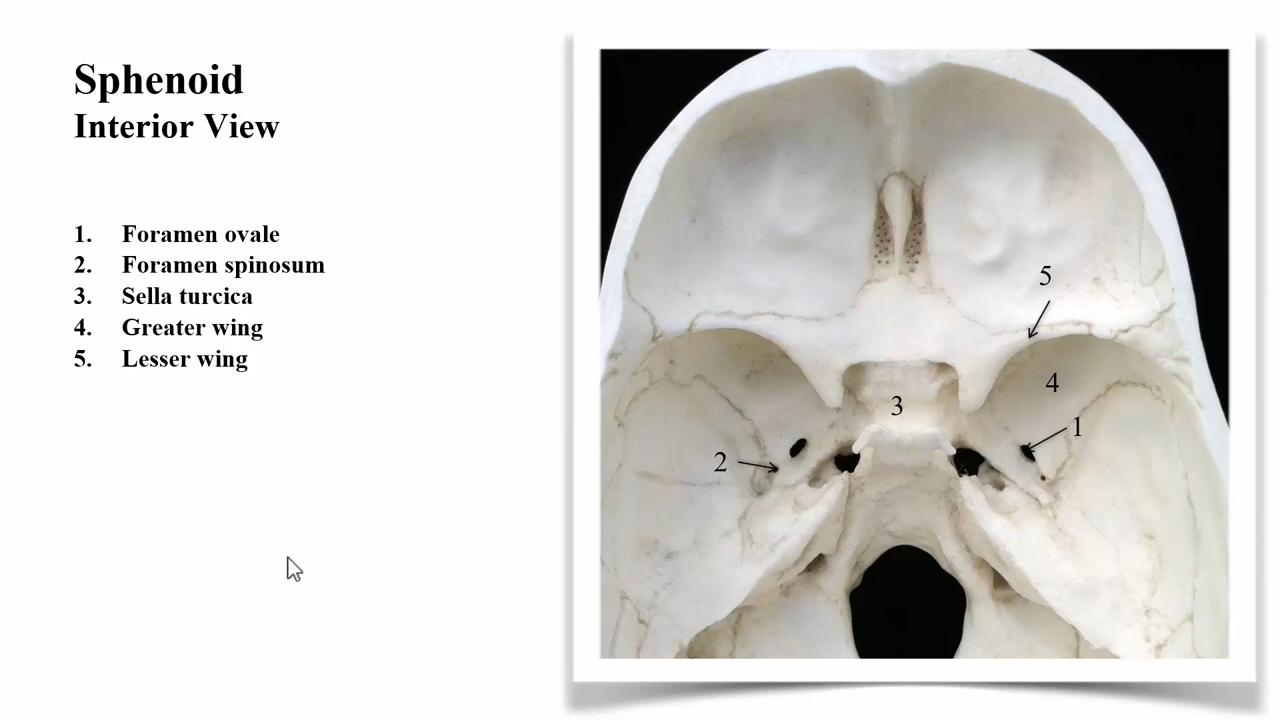 Sphenoid
Interior View
1. Foramen ovale
2. Foramen spinosum
3. Sella turcica
4. Greater wing
5. Lesser wing
5
4
3
1
2